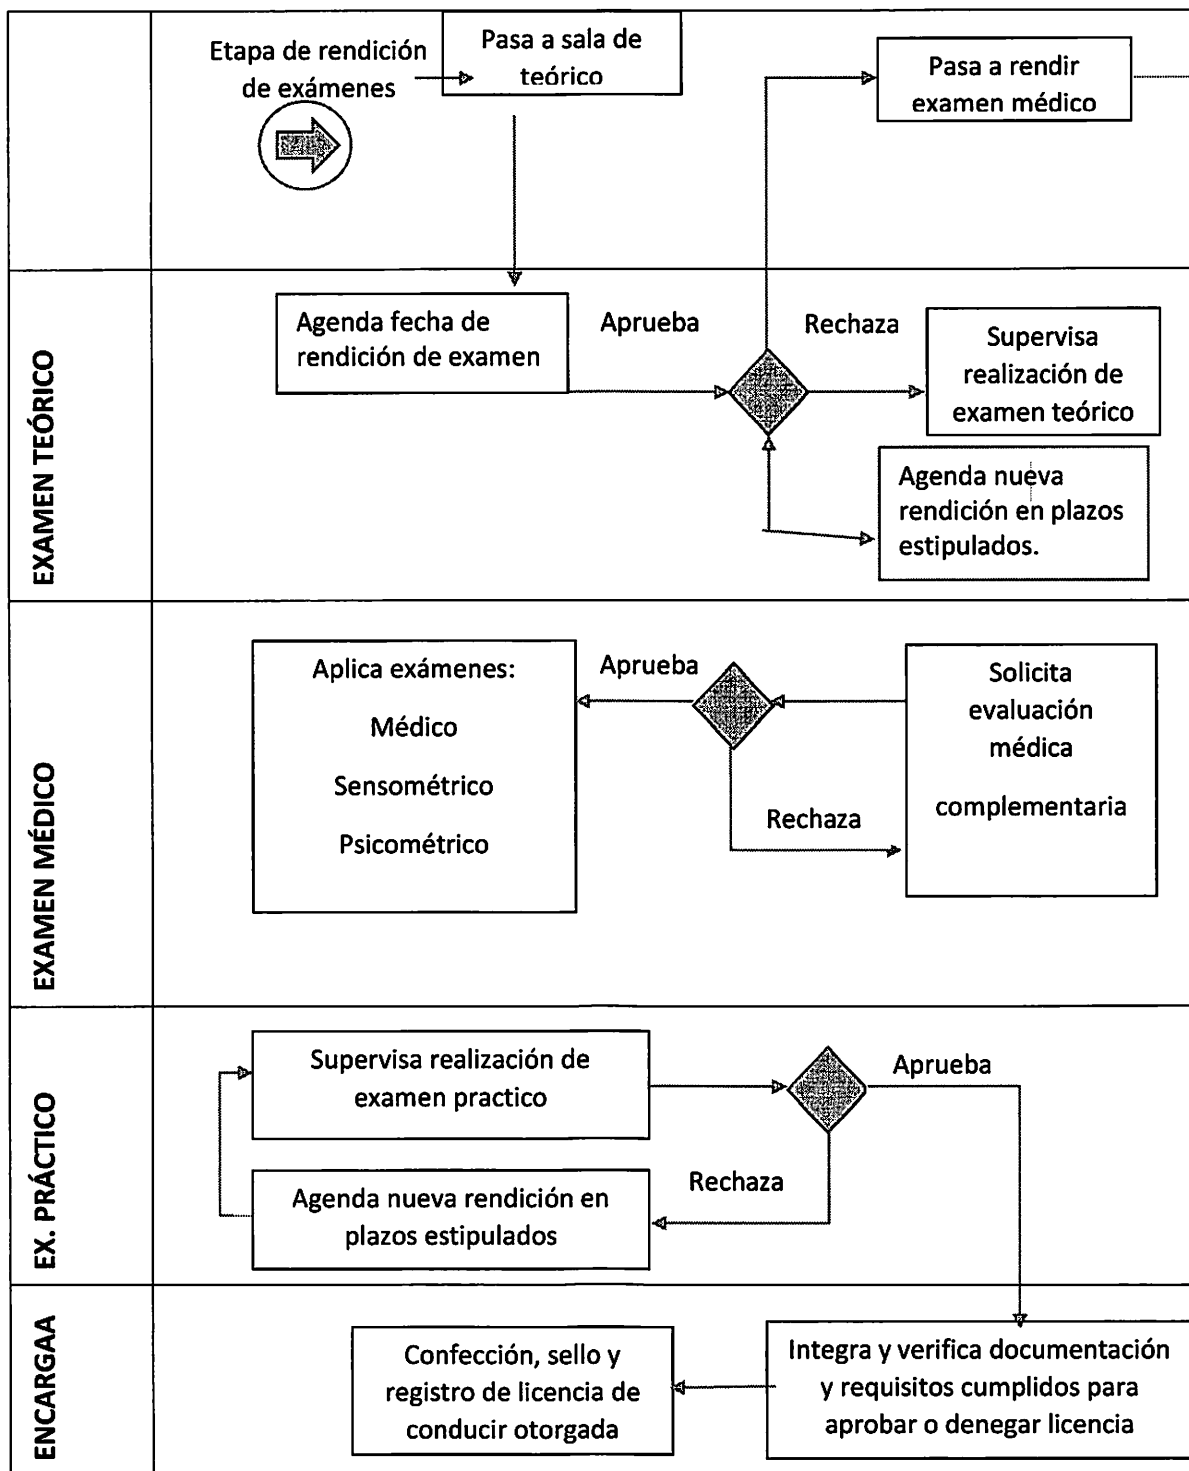 Etapa de rendición
de exámenes
Pasa a sala de
teórico
Pasa a rendir
examen médico
EXAMEN TEÓRICO
Agenda fecha de
rendición de examen
Aprueba
Rechaza
Supervisa
realización de
examen teórico
Agenda nueva
rendición en plazos
estipulados.
EXAMEN MÉDICO
Aplica exámenes:
Médico
Sensométrico
Psicométrico
Aprueba
Rechaza
Solicita
evaluación
médica
complementaria
EX. PRÁCTICO
Supervisa realización de
examen practico
Aprueba
Rechaza
Agenda nueva rendición en
plazos estipulados
ENCARGAA
Confección, sello y
registro de licencia de
conducir otorgada
Integra y verifica documentación
y requisitos cumplidos para
aprobar o denegar licencia